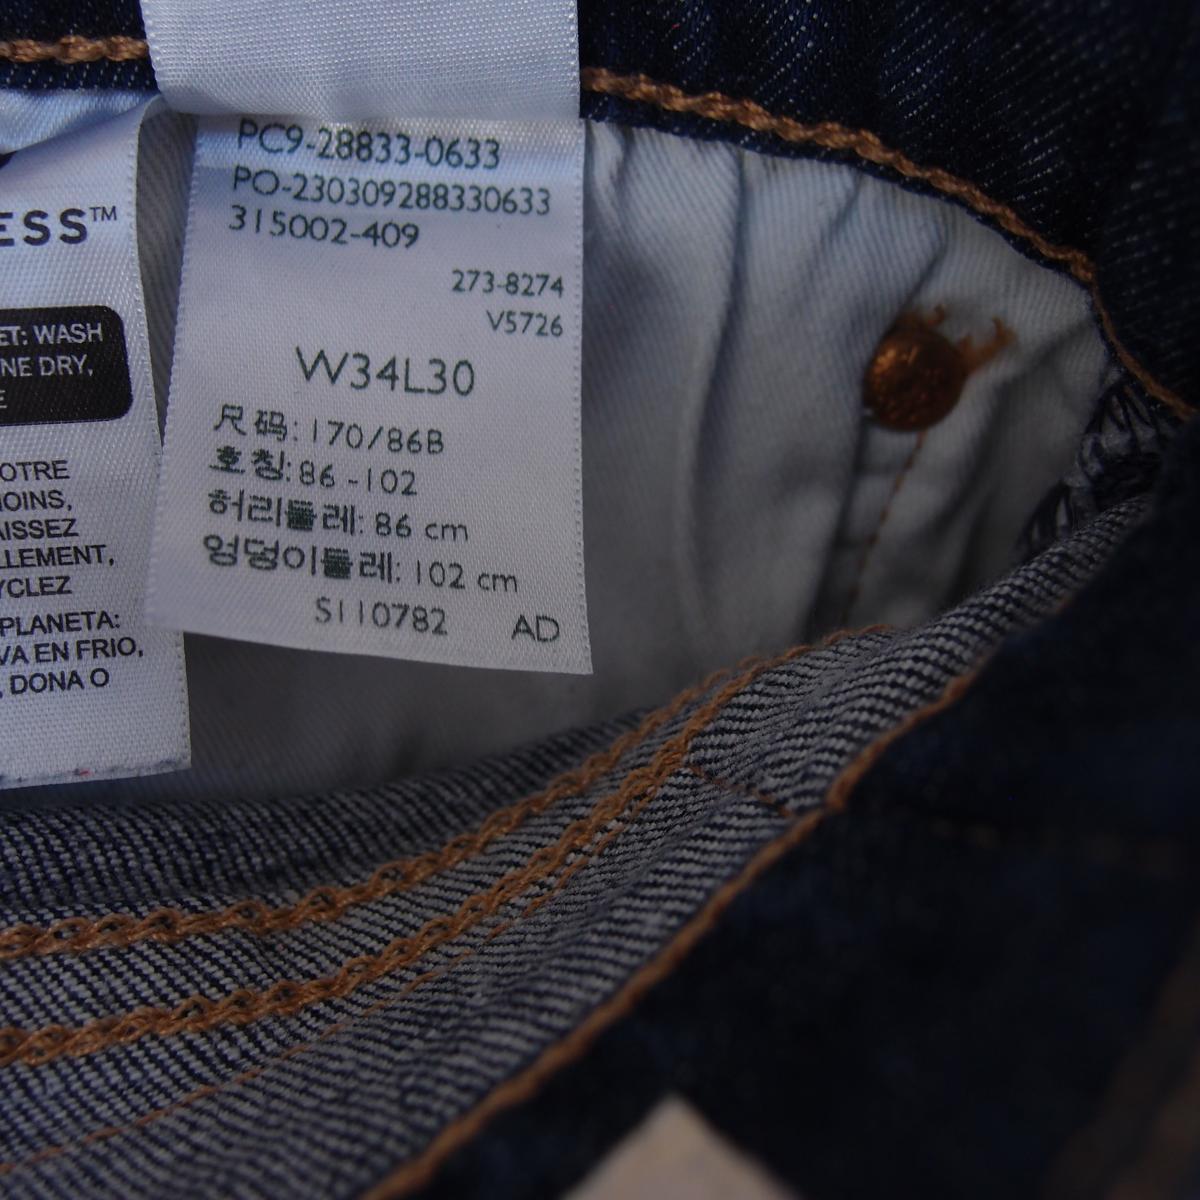 ESS™
ET: WASH
NE DRY,
E
OTRE
MOINS,
AISSEZ
LLEMENT,
YCLEZ
PLANETA:
VA EN FRIO,
, DONA O
PC9-28833-0633
PO-230309288330633
315002-409
273-8274
V5726
W34L30
尺码: 170/86B
호칭: 86 -102
허리둘레: 86 cm
엉덩이둘레: 102 cm
S110782 AD